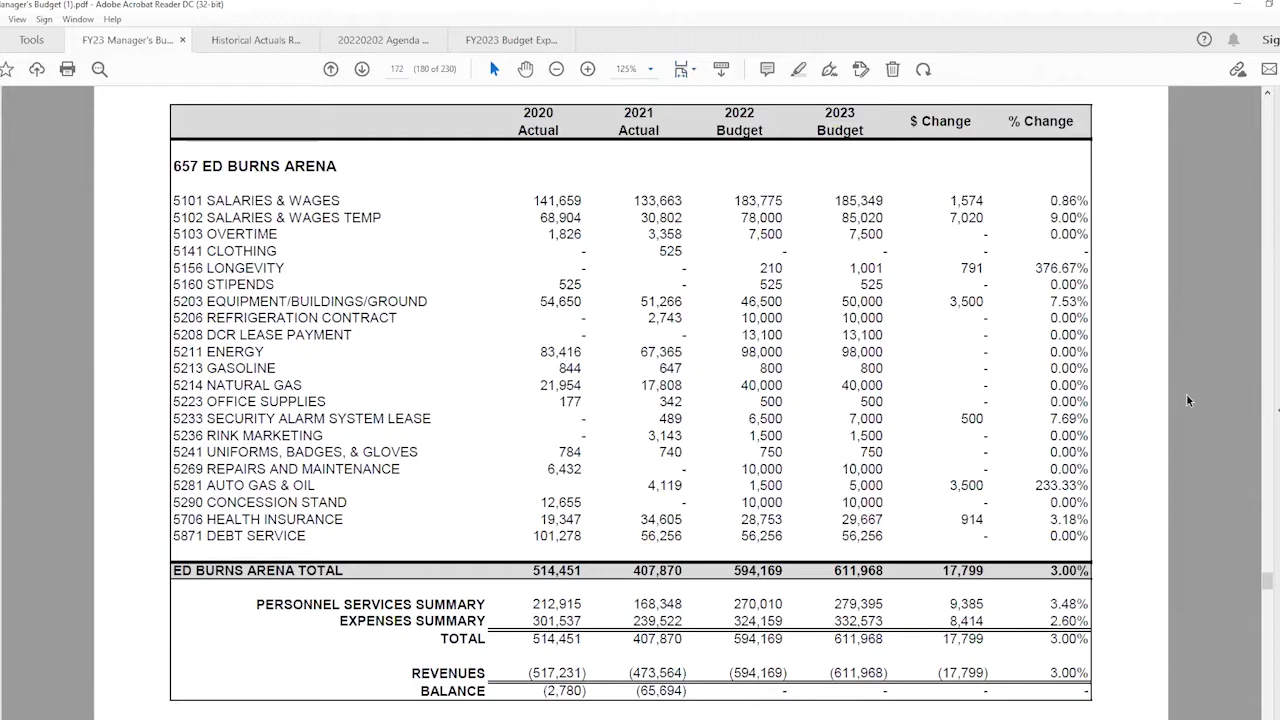 anager's Budget (1).pdf - Adobe Acrobat Reader DC (32-bit)
View Sign Window Help
Tools FY23 Manager's Bu... × Historical Actuals R... 20220202 Agenda ... FY2023 Budget Exp... Sig
172 (180 of 230) 125%
2020 Actual 2021 Actual 2022 Budget 2023 Budget $ Change % Change
657 ED BURNS ARENA
5101 SALARIES & WAGES 141,659 133,663 183,775 185,349 1,574 0.86%
5102 SALARIES & WAGES TEMP 68,904 30,802 78,000 85,020 7,020 9.00%
5103 OVERTIME 1,826 3,358 7,500 7,500 - 0.00%
5141 CLOTHING - 525 - - - -
5156 LONGEVITY - - 210 1,001 791 376.67%
5160 STIPENDS 525 - 525 525 - 0.00%
5203 EQUIPMENT/BUILDINGS/GROUND 54,650 51,266 46,500 50,000 3,500 7.53%
5206 REFRIGERATION CONTRACT - 2,743 10,000 10,000 - 0.00%
5208 DCR LEASE PAYMENT - - 13,100 13,100 - 0.00%
5211 ENERGY 83,416 67,365 98,000 98,000 - 0.00%
5213 GASOLINE 844 647 800 800 - 0.00%
5214 NATURAL GAS 21,954 17,808 40,000 40,000 - 0.00%
5223 OFFICE SUPPLIES 177 342 500 500 - 0.00%
5233 SECURITY ALARM SYSTEM LEASE - 489 6,500 7,000 500 7.69%
5236 RINK MARKETING - 3,143 1,500 1,500 - 0.00%
5241 UNIFORMS, BADGES, & GLOVES 784 740 750 750 - 0.00%
5269 REPAIRS AND MAINTENANCE 6,432 - 10,000 10,000 - 0.00%
5281 AUTO GAS & OIL 4,119 1,500 5,000 3,500 233.33%
5290 CONCESSION STAND 12,655 - 10,000 10,000 - 0.00%
5706 HEALTH INSURANCE 19,347 34,605 28,753 29,667 914 3.18%
5871 DEBT SERVICE 101,278 56,256 56,256 56,256 - 0.00%
ED BURNS ARENA TOTAL 514,451 407,870 594,169 611,968 17,799 3.00%
PERSONNEL SERVICES SUMMARY 212,915 168,348 270,010 279,395 9,385 3.48%
EXPENSES SUMMARY 301,537 239,522 324,159 332,573 8,414 2.60%
TOTAL 514,451 407,870 594,169 611,968 17,799 3.00%
REVENUES (517,231) (473,564) (594,169) (611,968) (17,799) 3.00%
BALANCE (2,780) (65,694) - - - -